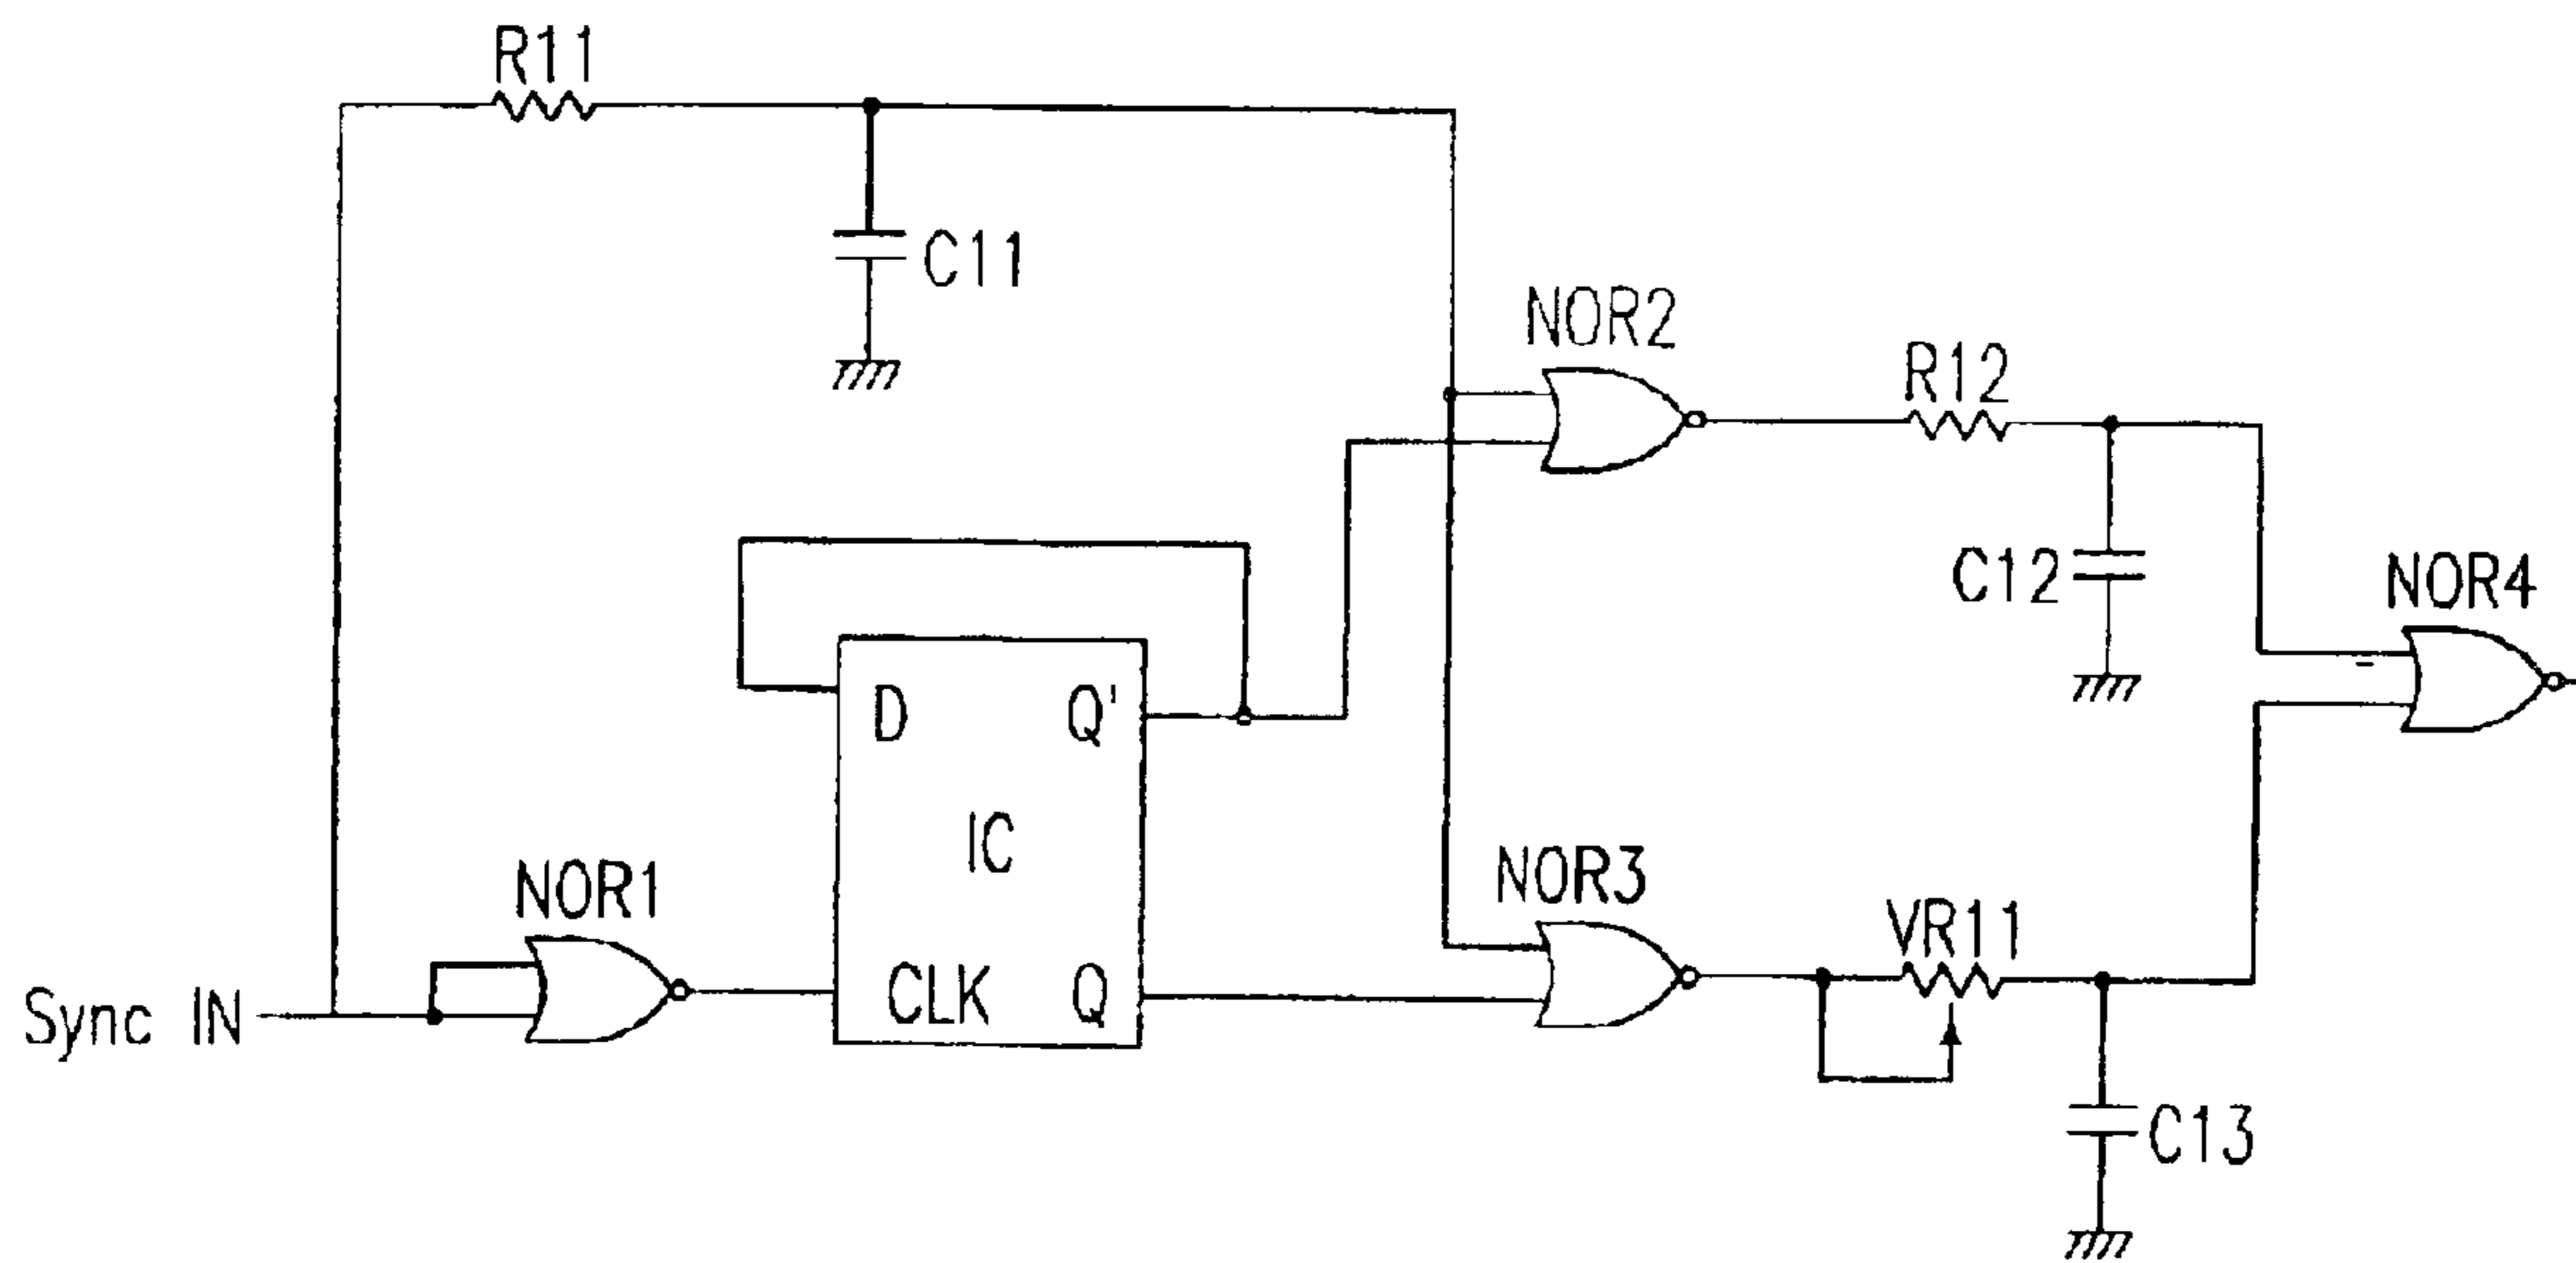 R11
C11
NOR2
R12
C12
NOR4
D
Q'
IC
NOR1
NOR3
VR11
CLK
Q
Sync IN
C13